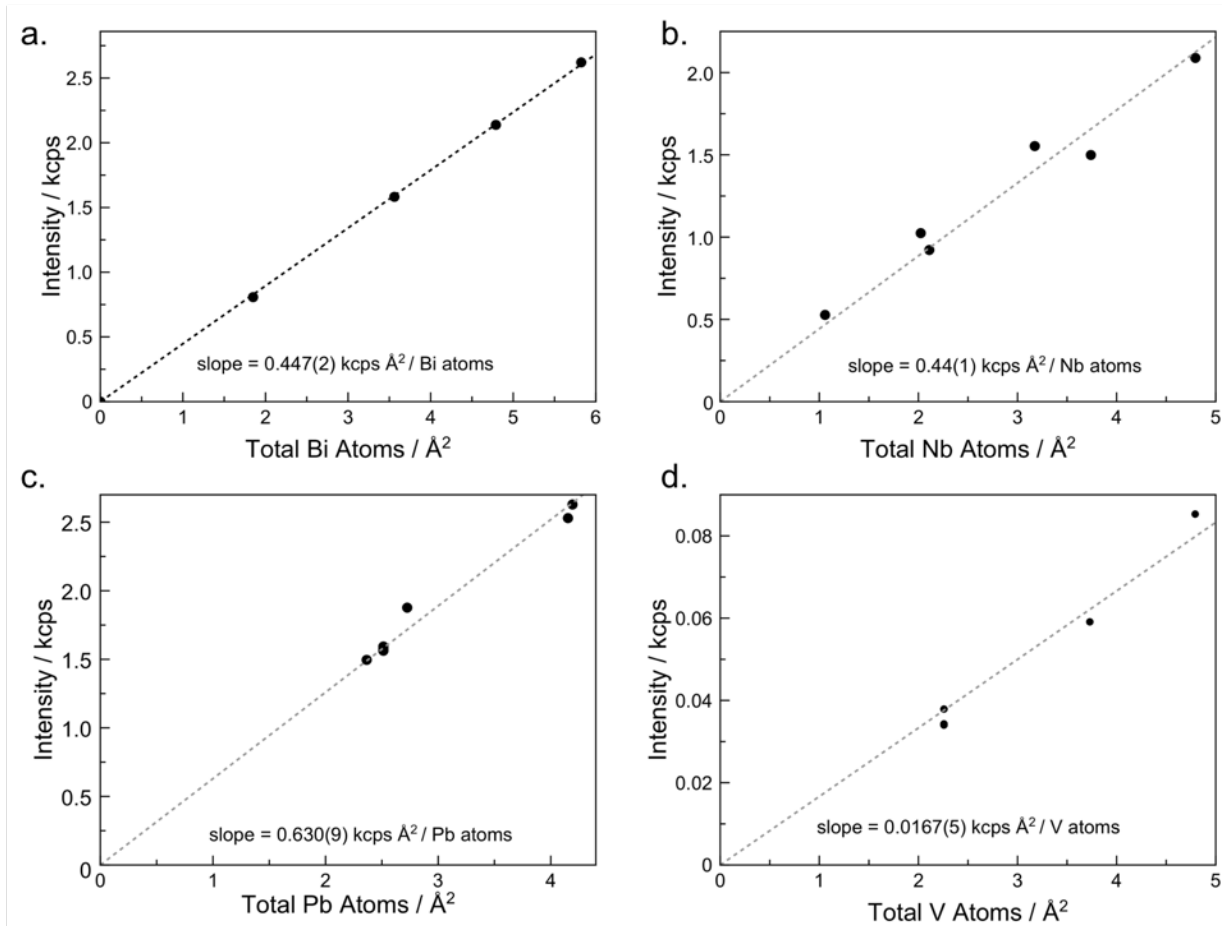 a.
Intensity / kcps
2.5
2.0
1.5
1.0
0.5
0
slope = 0.447(2) kcps Å² / Bi atoms
0 1 2 3 4 5 6
Total Bi Atoms / Å²
b.
Intensity / kcps
2.0
1.5
1.0
0.5
0
slope = 0.44(1) kcps Å² / Nb atoms
0 1 2 3 4 5
Total Nb Atoms / Å²
c.
Intensity / kcps
2.5
2.0
1.5
1.0
0.5
0
slope = 0.630(9) kcps Å² / Pb atoms
0 1 2 3 4
Total Pb Atoms / Å²
d.
Intensity / kcps
0.08
0.06
0.04
0.02
0
slope = 0.0167(5) kcps Å² / V atoms
0 1 2 3 4 5
Total V Atoms / Å²